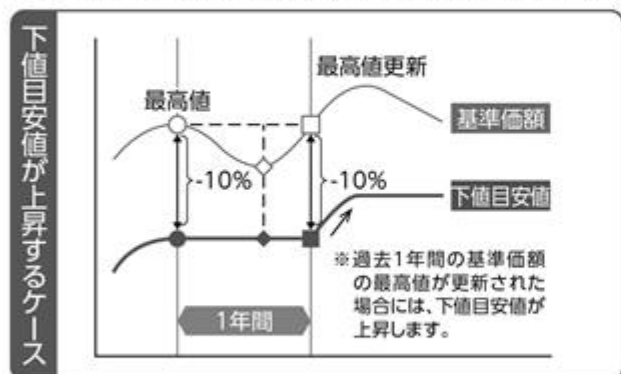 下値目安値が上昇するケース
最高値
最高値更新
基準価額
-10%
-10%
下値目安値
※過去1年間の基準価額
の最高値が更新された
場合には、下値目安値が
上昇します。
1年間